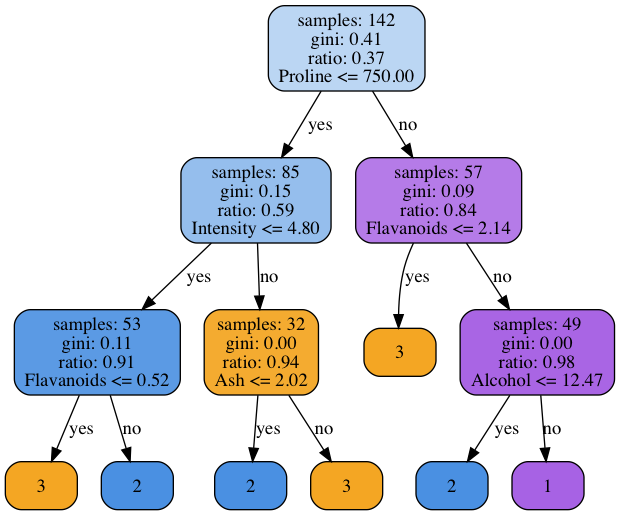 samples: 142
gini: 0.41
ratio: 0.37
Proline <= 750.00
yes
no
samples: 85
gini: 0.15
ratio: 0.59
Intensity <= 4.80
samples: 57
gini: 0.09
ratio: 0.84
Flavanoids <= 2.14
yes
no
yes
no
samples: 53
gini: 0.11
ratio: 0.91
Flavanoids <= 0.52
samples: 32
gini: 0.00
ratio: 0.94
Ash <= 2.02
3
samples: 49
gini: 0.00
ratio: 0.98
Alcohol <= 12.47
yes
no
yes
no
yes
no
3
2
2
3
2
1